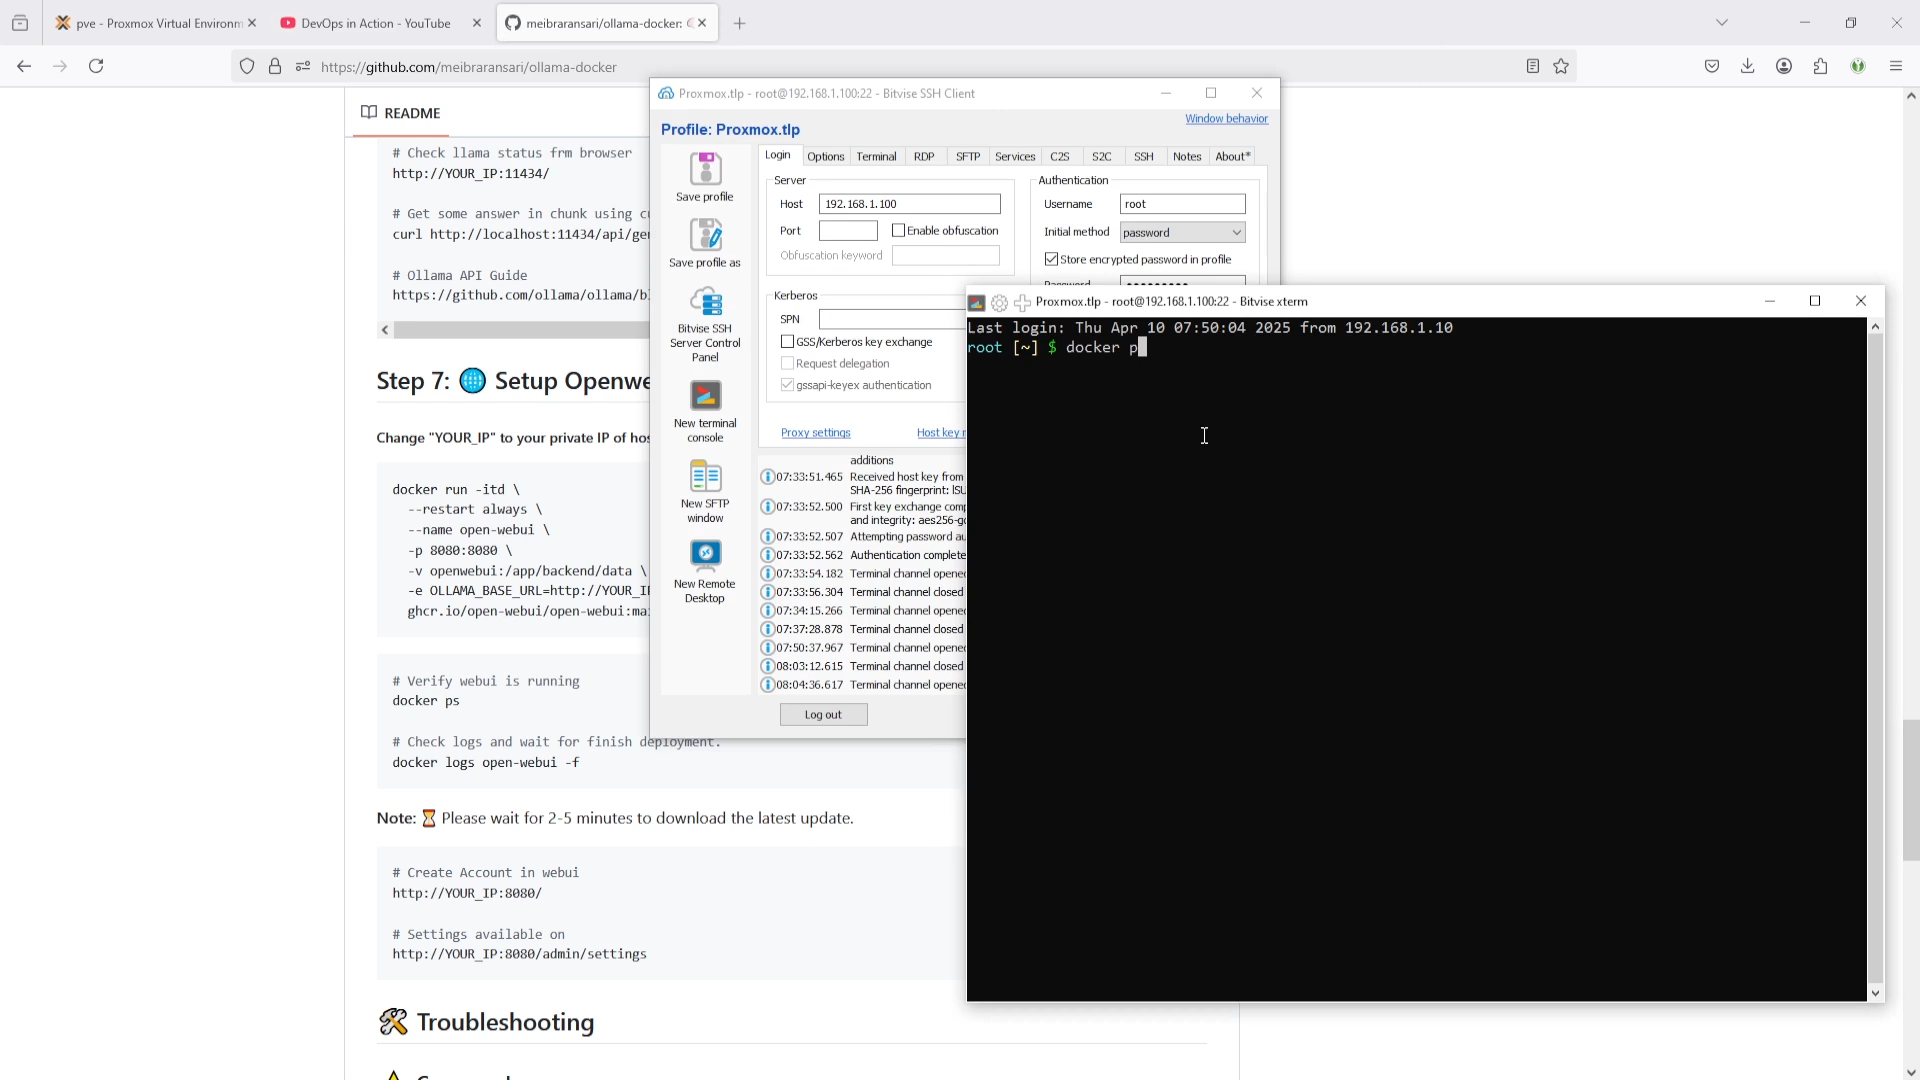 pve - Proxmox Virtual Environm
DevOps in Action - YouTube
meibraransari/ollama-docker:
https://github.com/meibraransari/ollama-docker
README
# Check llama status frm browser
http://YOUR_IP:11434/
# Get some answer in chunk using
curl http://localhost:11434/api/ge
# Ollama API Guide
https://github.com/ollama/ollama/b
Step 7: 🌐 Setup Openwe
Change "YOUR_IP" to your private IP of hos
docker run -itd \
--restart always \
--name open-webui \
-p 8080:8080 \
-v openwebui:/app/backend/data \
-e OLLAMA_BASE_URL=http://YOUR_I
ghcr.io/open-webui/open-webui:ma
# Verify webui is running
docker ps
# Check logs and wait for finish deployment.
docker logs open-webui -f
Note: ⏳ Please wait for 2-5 minutes to download the latest update.
# Create Account in webui
http://YOUR_IP:8080/
# Settings available on
http://YOUR_IP:8080/admin/settings
🛠 Troubleshooting
Proxmox.tlp - root@192.168.1.100:22 - Bitvise SSH Client
Profile: Proxmox.tlp
Window behavior
Save profile
Save profile as
Bitvise SSH
Server Control
Panel
New terminal
console
New SFTP
window
New Remote
Desktop
Login Options Terminal RDP SFTP Services C2S S2C SSH Notes About*
Server
Host 192.168.1.100
Port Enable obfuscation
Obfuscation keyword
Authentication
Username root
Initial method password
Store encrypted password in profile
Kerberos
SPN
GSS/Kerberos key exchange
Request delegation
gssapi-keyex authentication
Proxy settings Host key
additions
07:33:51.465 Received host key from
SHA-256 fingerprint:
07:33:52.500 First key exchange comp
and integrity: aes256-g
07:33:52.507 Attempting password au
07:33:52.562 Authentication complete
07:33:54.182 Terminal channel opened
07:33:56.304 Terminal channel closed
07:34:15.266 Terminal channel opened
07:37:28.878 Terminal channel closed
07:50:37.967 Terminal channel opened
08:03:12.615 Terminal channel closed
08:04:36.617 Terminal channel opened
Log out
Proxmox.tlp - root@192.168.1.100:22 - Bitvise xterm
Last login: Thu Apr 10 07:50:04 2025 from 192.168.1.10
root [~] $ docker p